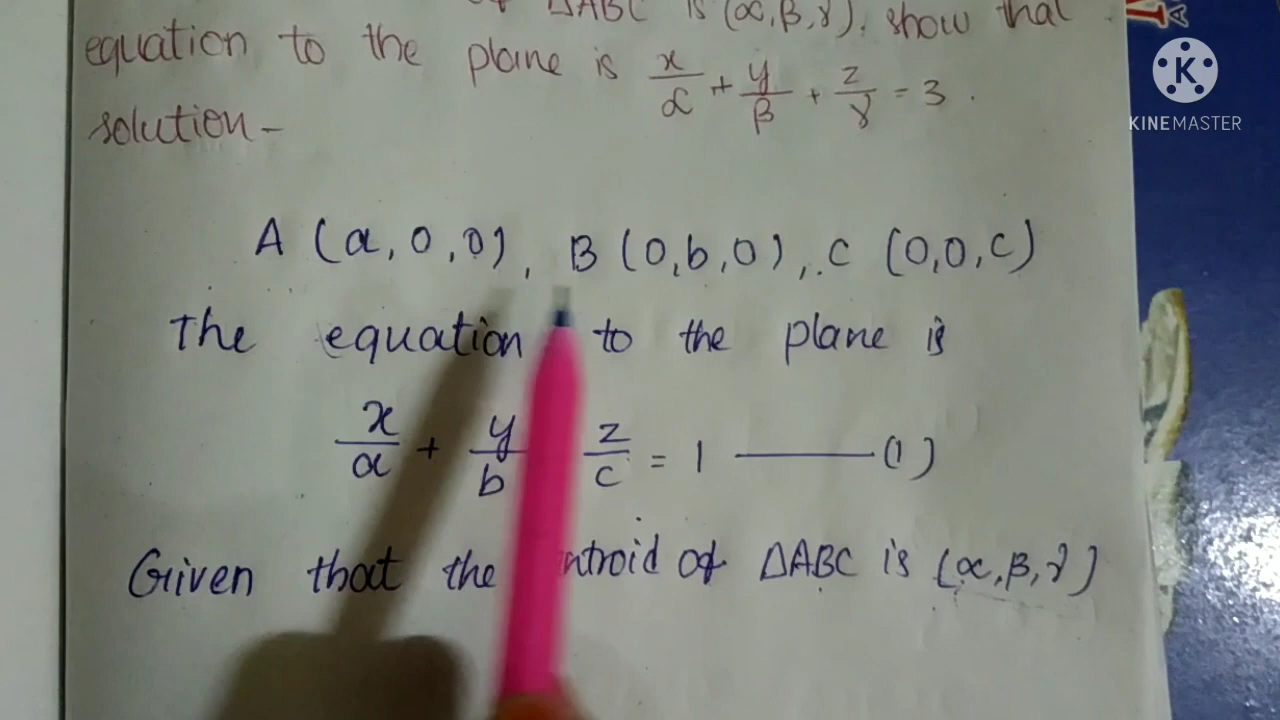 ΔABC is (α,β,γ). show that
equation to the plane is x/α + y/β + z/γ = 3.
solution-
A (a,0,0), B (0,b,0), C (0,0,c)
The equation to the plane is
x/a + y/b z/c = 1 —— (1)
Given that the ntroid of ΔABC is (α,β,γ)
K
KINEMASTER